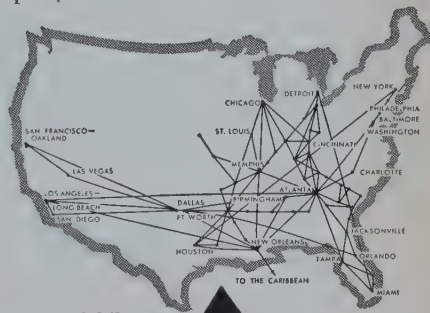 DETROIT
NEW YORK
CHICAGO
PHILADELPHIA
BALTIMORE
WASHINGTON
SAN FRANCISCO
OAKLAND
ST. LOUIS
CINCINNATI
LAS VEGAS
MEMPHIS
CHARLOTTE
LOS ANGELES
LONG BEACH
SAN DIEGO
DALLAS
FT WORTH
ATLANTA
BIRMINGHAM
JACKSONVILLE
HOUSTON
NEW ORLEANS
TAMPA
ORLANDO
TO THE CARIBBEAN
MIAMI